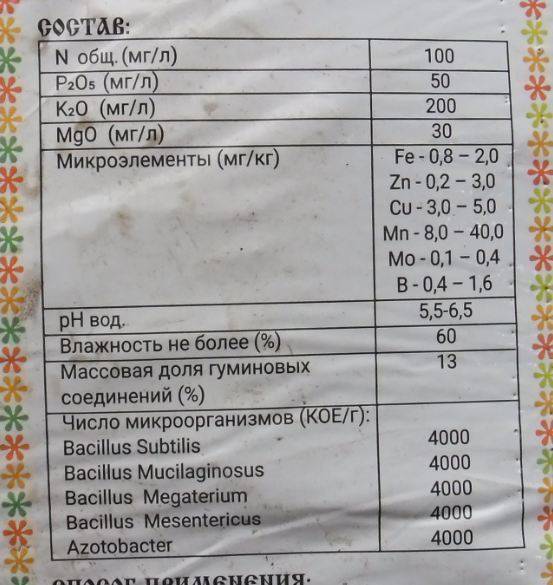 СОСТАВ:
N общ. (мг/л) 100
P₂O₅ (мг/л) 50
K₂O (мг/л) 200
MgO (мг/л) 30
Микроэлементы (мг/кг) Fe - 0,8 – 2,0
Zn - 0,2 – 3,0
Cu - 3,0 – 5,0
Mn - 8,0 – 40,0
Mo - 0,1 – 0,4
B - 0,4 – 1,6
pH вод. 5,5-6,5
Влажность не более (%) 60
Массовая доля гуминовых 13
соединений (%)
Число микроорганизмов (КОЕ/г):
Bacillus Subtilis 4000
Bacillus Mucilaginosus 4000
Bacillus Megaterium 4000
Bacillus Mesentericus 4000
Azotobacter 4000
СПОСОБ ПРИМЕНЕНИЯ: